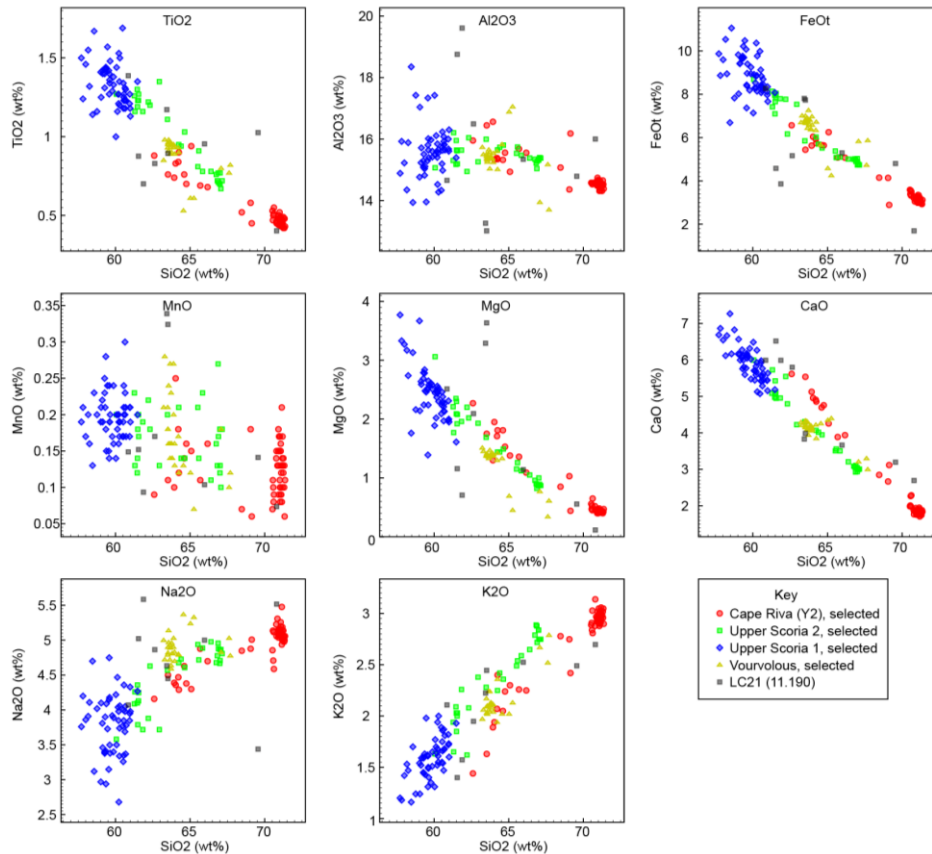 TiO2
Al2O3
FeOt
TiO2 (wt%)
1.5
1
0.5
60
65
70
SiO2 (wt%)
Al2O3 (wt%)
20
18
16
14
60
65
70
SiO2 (wt%)
FeOt (wt%)
10
8
6
4
2
60
65
70
SiO2 (wt%)
MnO
MgO
CaO
MnO (wt%)
0.35
0.3
0.25
0.2
0.15
0.1
0.05
60
65
70
SiO2 (wt%)
MgO (wt%)
4
3
2
1
0
60
65
70
SiO2 (wt%)
CaO (wt%)
7
6
5
4
3
2
60
65
70
SiO2 (wt%)
Na2O
K2O
Na2O (wt%)
5.5
5
4.5
4
3.5
3
2.5
60
65
70
SiO2 (wt%)
K2O (wt%)
3
2.5
2
1.5
1
60
65
70
SiO2 (wt%)
Key
Cape Riva (Y2), selected
Upper Scoria 2, selected
Upper Scoria 1, selected
Vourvolous, selected
LC21 (11.190)